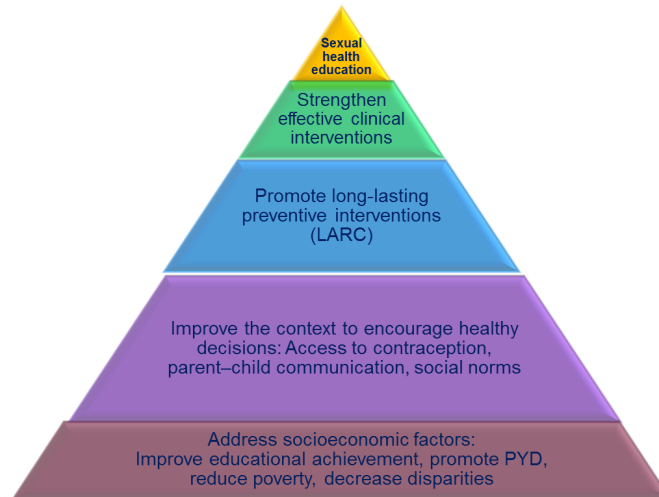 Sexual
health
education
Strengthen
effective clinical
interventions
Promote long-lasting
preventive interventions
(LARC)
Improve the context to encourage healthy
decisions: Access to contraception,
parent–child communication, social norms
Address socioeconomic factors:
Improve educational achievement, promote PYD,
reduce poverty, decrease disparities